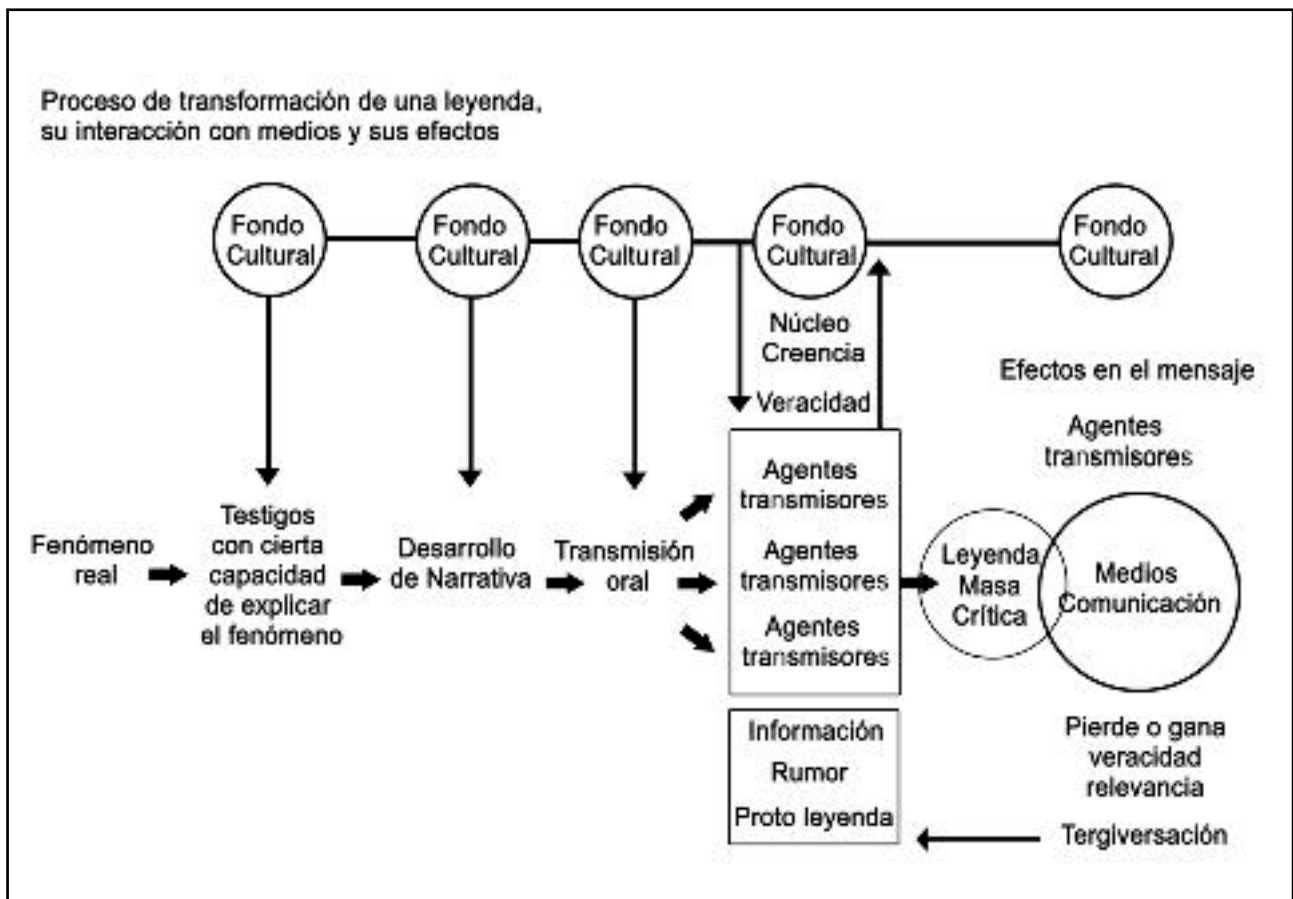 Proceso de transformación de una leyenda,
su interacción con medios y sus efectos
Fondo
Cultural
Fondo
Cultural
Fondo
Cultural
Fondo
Cultural
Fondo
Cultural
Núcleo
Creencia
Veracidad
Efectos en el mensaje
Agentes
transmisores
Fenómeno
real
Testigos
con cierta
capacidad
de explicar
el fenómeno
Desarrollo
de Narrativa
Transmisión
oral
Agentes
transmisores
Agentes
transmisores
Agentes
transmisores
Leyenda
Masa
Crítica
Medios
Comunicación
Información
Rumor
Proto leyenda
Pierde o gana
veracidad
relevancia
Tergiversación